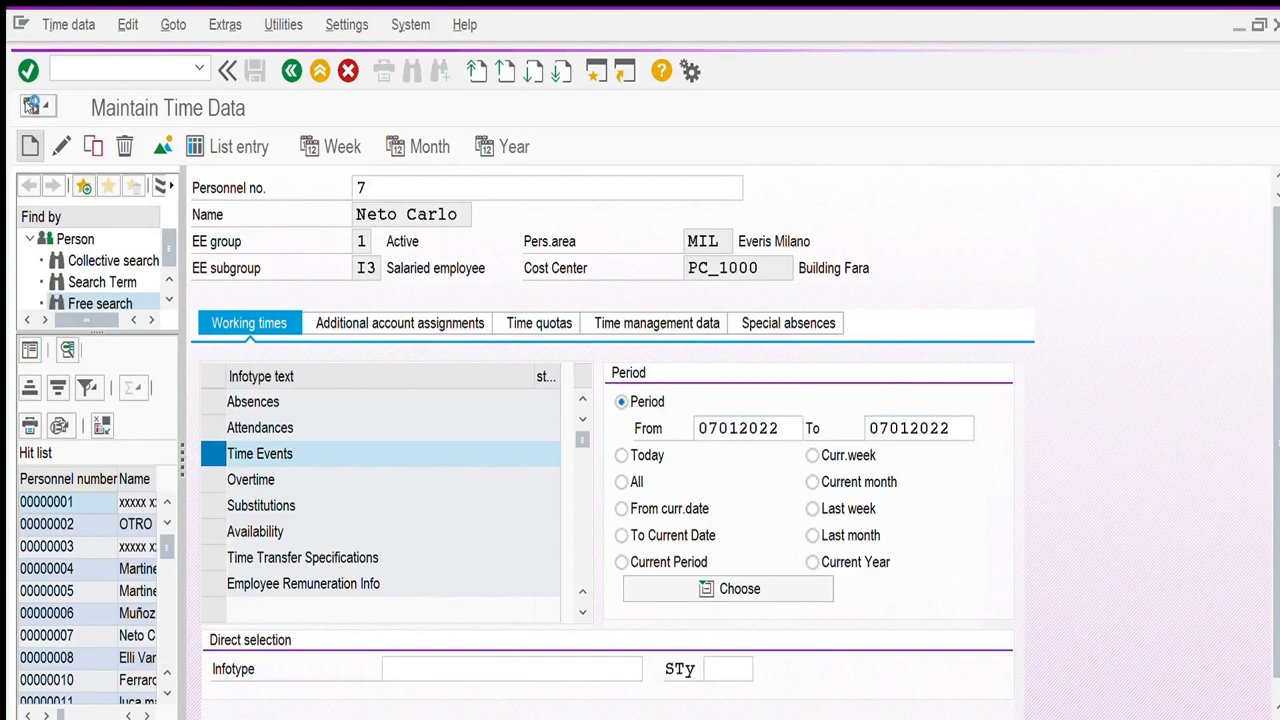 Time data Edit Goto Extras Utilities Settings System Help
Maintain Time Data
List entry Week Month Year
Personnel no. 7
Find by
Name Neto Carlo
Person
EE group 1 Active Pers.area MIL Everis Milano
Collective search
EE subgroup I3 Salaried employee Cost Center PC_1000 Building Fara
Search Term
Free search
Working times Additional account assignments Time quotas Time management data Special absences
Infotype text st...
Period
Absences
Period
Attendances
From 07012022 To 07012022
Time Events
Today Curr.week
Overtime
All Current month
Substitutions
From curr.date Last week
Availability
To Current Date Last month
Time Transfer Specifications
Current Period Current Year
Employee Remuneration Info
Choose
Hit list
Personnel number Name
00000001 xxxxx x
00000002 OTRO
00000003 xxxxx x
00000004 Martine
00000005 Martine
00000006 Muñoz
00000007 Neto C
00000008 Elli Var
00000010 Ferraro
00000011 luca ma
Direct selection
Infotype STy